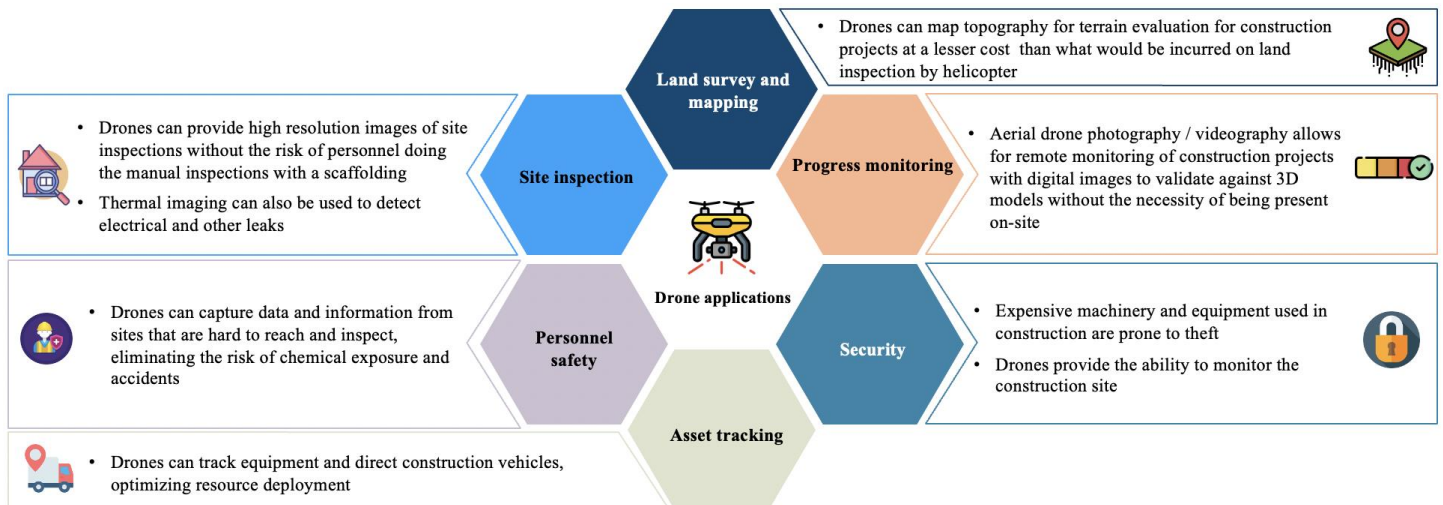 Land survey and
mapping
• Drones can map topography for terrain evaluation for construction
projects at a lesser cost than what would be incurred on land
inspection by helicopter
Site inspection
• Drones can provide high resolution images of site
inspections without the risk of personnel doing
the manual inspections with a scaffolding
• Thermal imaging can also be used to detect
electrical and other leaks
Progress monitoring
• Aerial drone photography / videography allows
for remote monitoring of construction projects
with digital images to validate against 3D
models without the necessity of being present
on-site
Drone applications
Personnel
safety
• Drones can capture data and information from
sites that are hard to reach and inspect,
eliminating the risk of chemical exposure and
accidents
Security
• Expensive machinery and equipment used in
construction are prone to theft
• Drones provide the ability to monitor the
construction site
Asset tracking
• Drones can track equipment and direct construction vehicles,
optimizing resource deployment